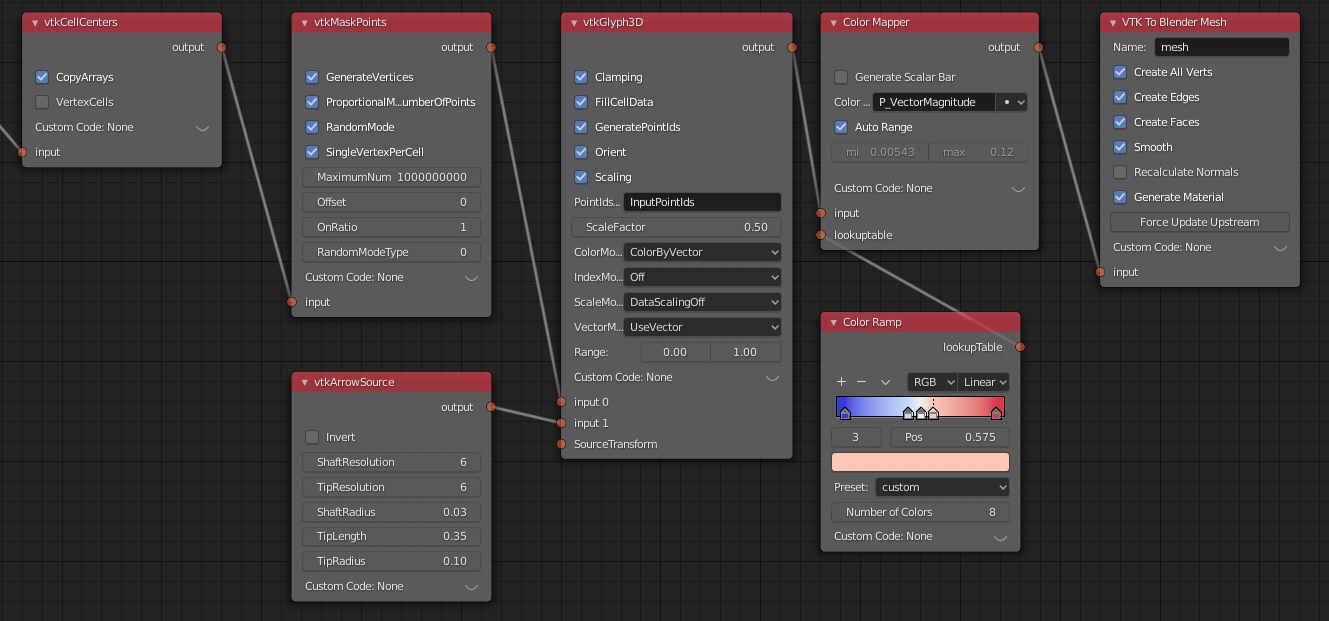 vtkCellCenters
output
CopyArrays
VertexCells
Custom Code: None
input
vtkMaskPoints
output
GenerateVertices
ProportionalM...umberOfPoints
RandomMode
SingleVertexPerCell
MaximumNum 1000000000
Offset 0
OnRatio 1
RandomModeType 0
Custom Code: None
input
vtkArrowSource
output
Invert
ShaftResolution 6
TipResolution 6
ShaftRadius 0.03
TipLength 0.35
TipRadius 0.10
Custom Code: None
vtkGlyph3D
output
Clamping
FillCellData
GeneratePointIds
Orient
Scaling
PointIds... InputPointIds
ScaleFactor 0.50
ColorMo... ColorByVector
IndexMo... Off
ScaleMo... DataScalingOff
VectorM... UseVector
Range: 0.00 1.00
Custom Code: None
input 0
input 1
SourceTransform
Color Mapper
output
Generate Scalar Bar
Color ... P_VectorMagnitude
Auto Range
mi 0.00543 max 0.12
Custom Code: None
input
lookuptable
Color Ramp
lookupTable
RGB Linear
3 Pos 0.575
Preset: custom
Number of Colors 8
Custom Code: None
VTK To Blender Mesh
Name: mesh
Create All Verts
Create Edges
Create Faces
Smooth
Recalculate Normals
Generate Material
Force Update Upstream
Custom Code: None
input